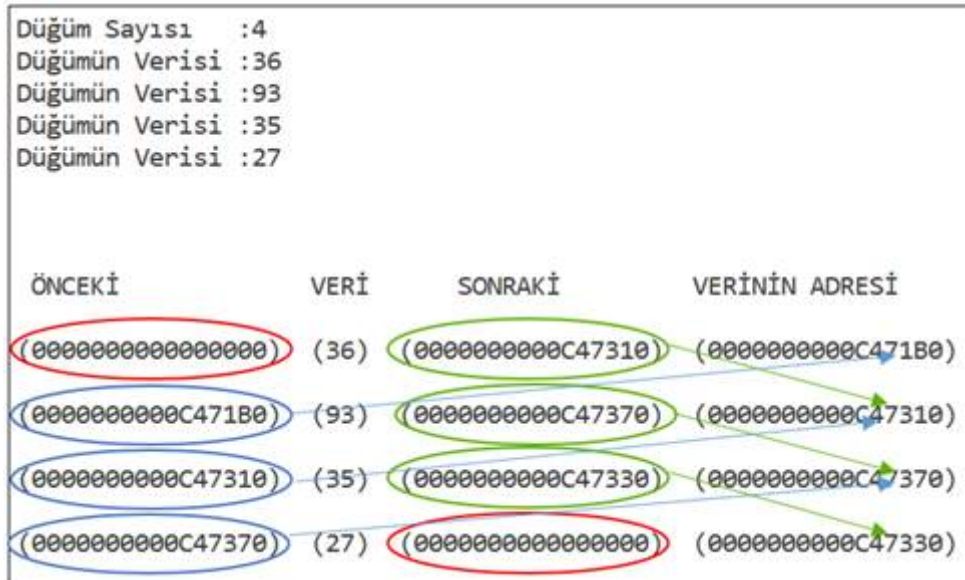 Düğüm Sayısı :4
Düğümün Verisi :36
Düğümün Verisi :93
Düğümün Verisi :35
Düğümün Verisi :27
ÖNCEKİ VERİ SONRAKİ VERİNİN ADRESİ
(0000000000000000) (36) (0000000000C47310) (0000000000C471B0)
(0000000000C471B0) (93) (0000000000C47370) (0000000000C47310)
(0000000000C47310) (35) (0000000000C47330) (0000000000C47370)
(0000000000C47370) (27) (0000000000000000) (0000000000C47330)